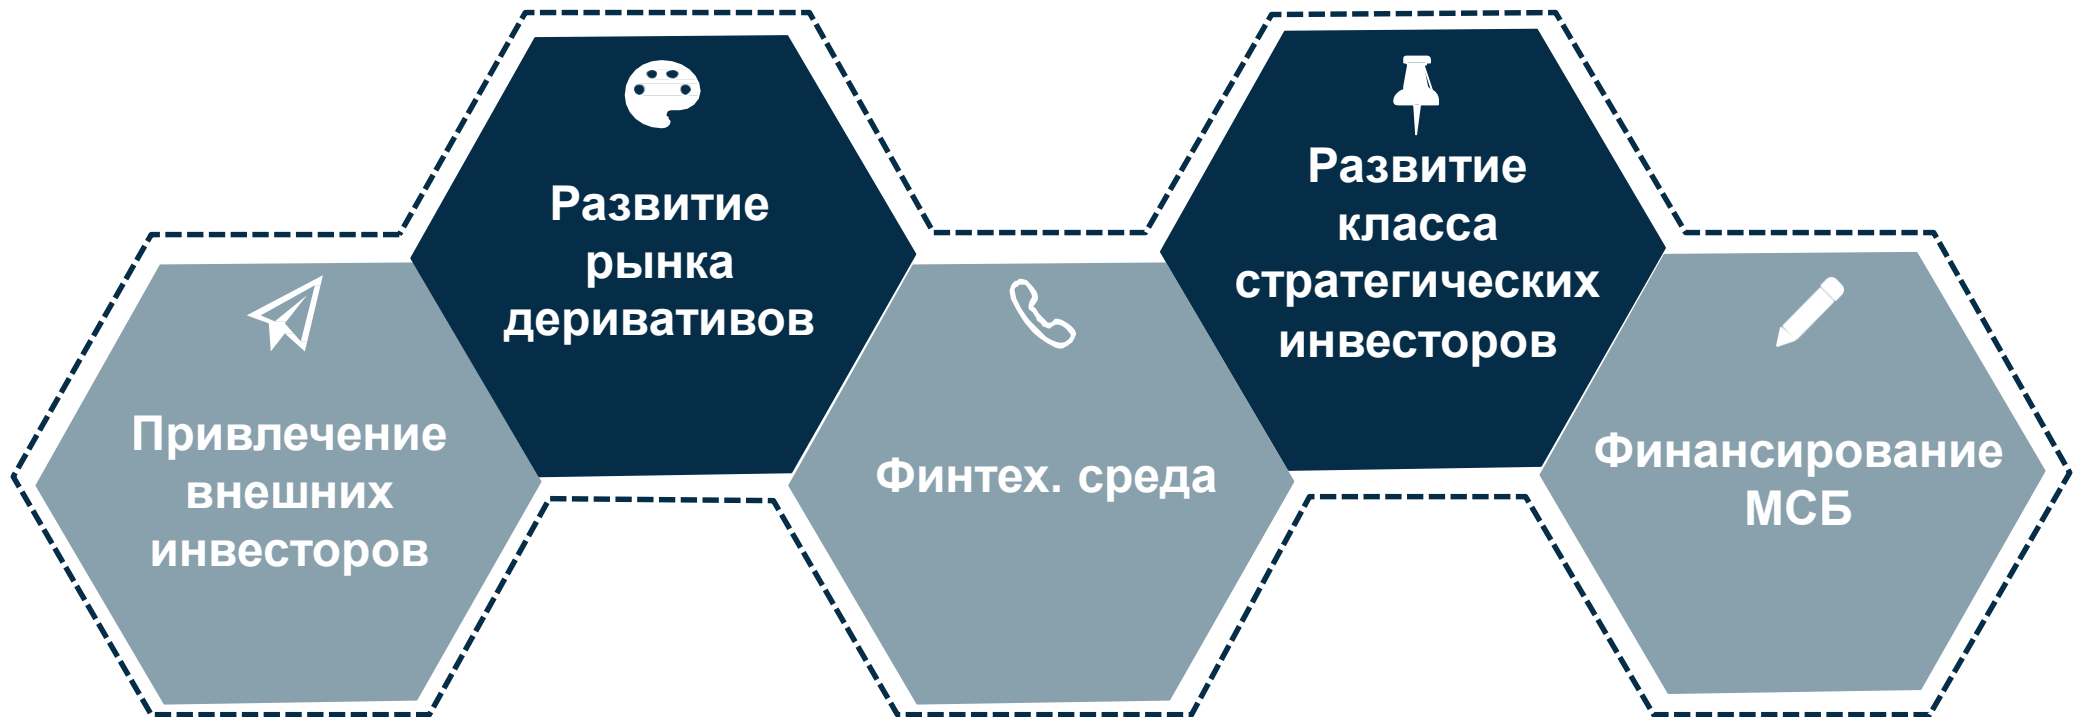 Привлечение
внешних
инвесторов
Развитие
рынка
деривативов
Финтех. среда
Развитие
класса
стратегических
инвесторов
Финансирование
МСБ